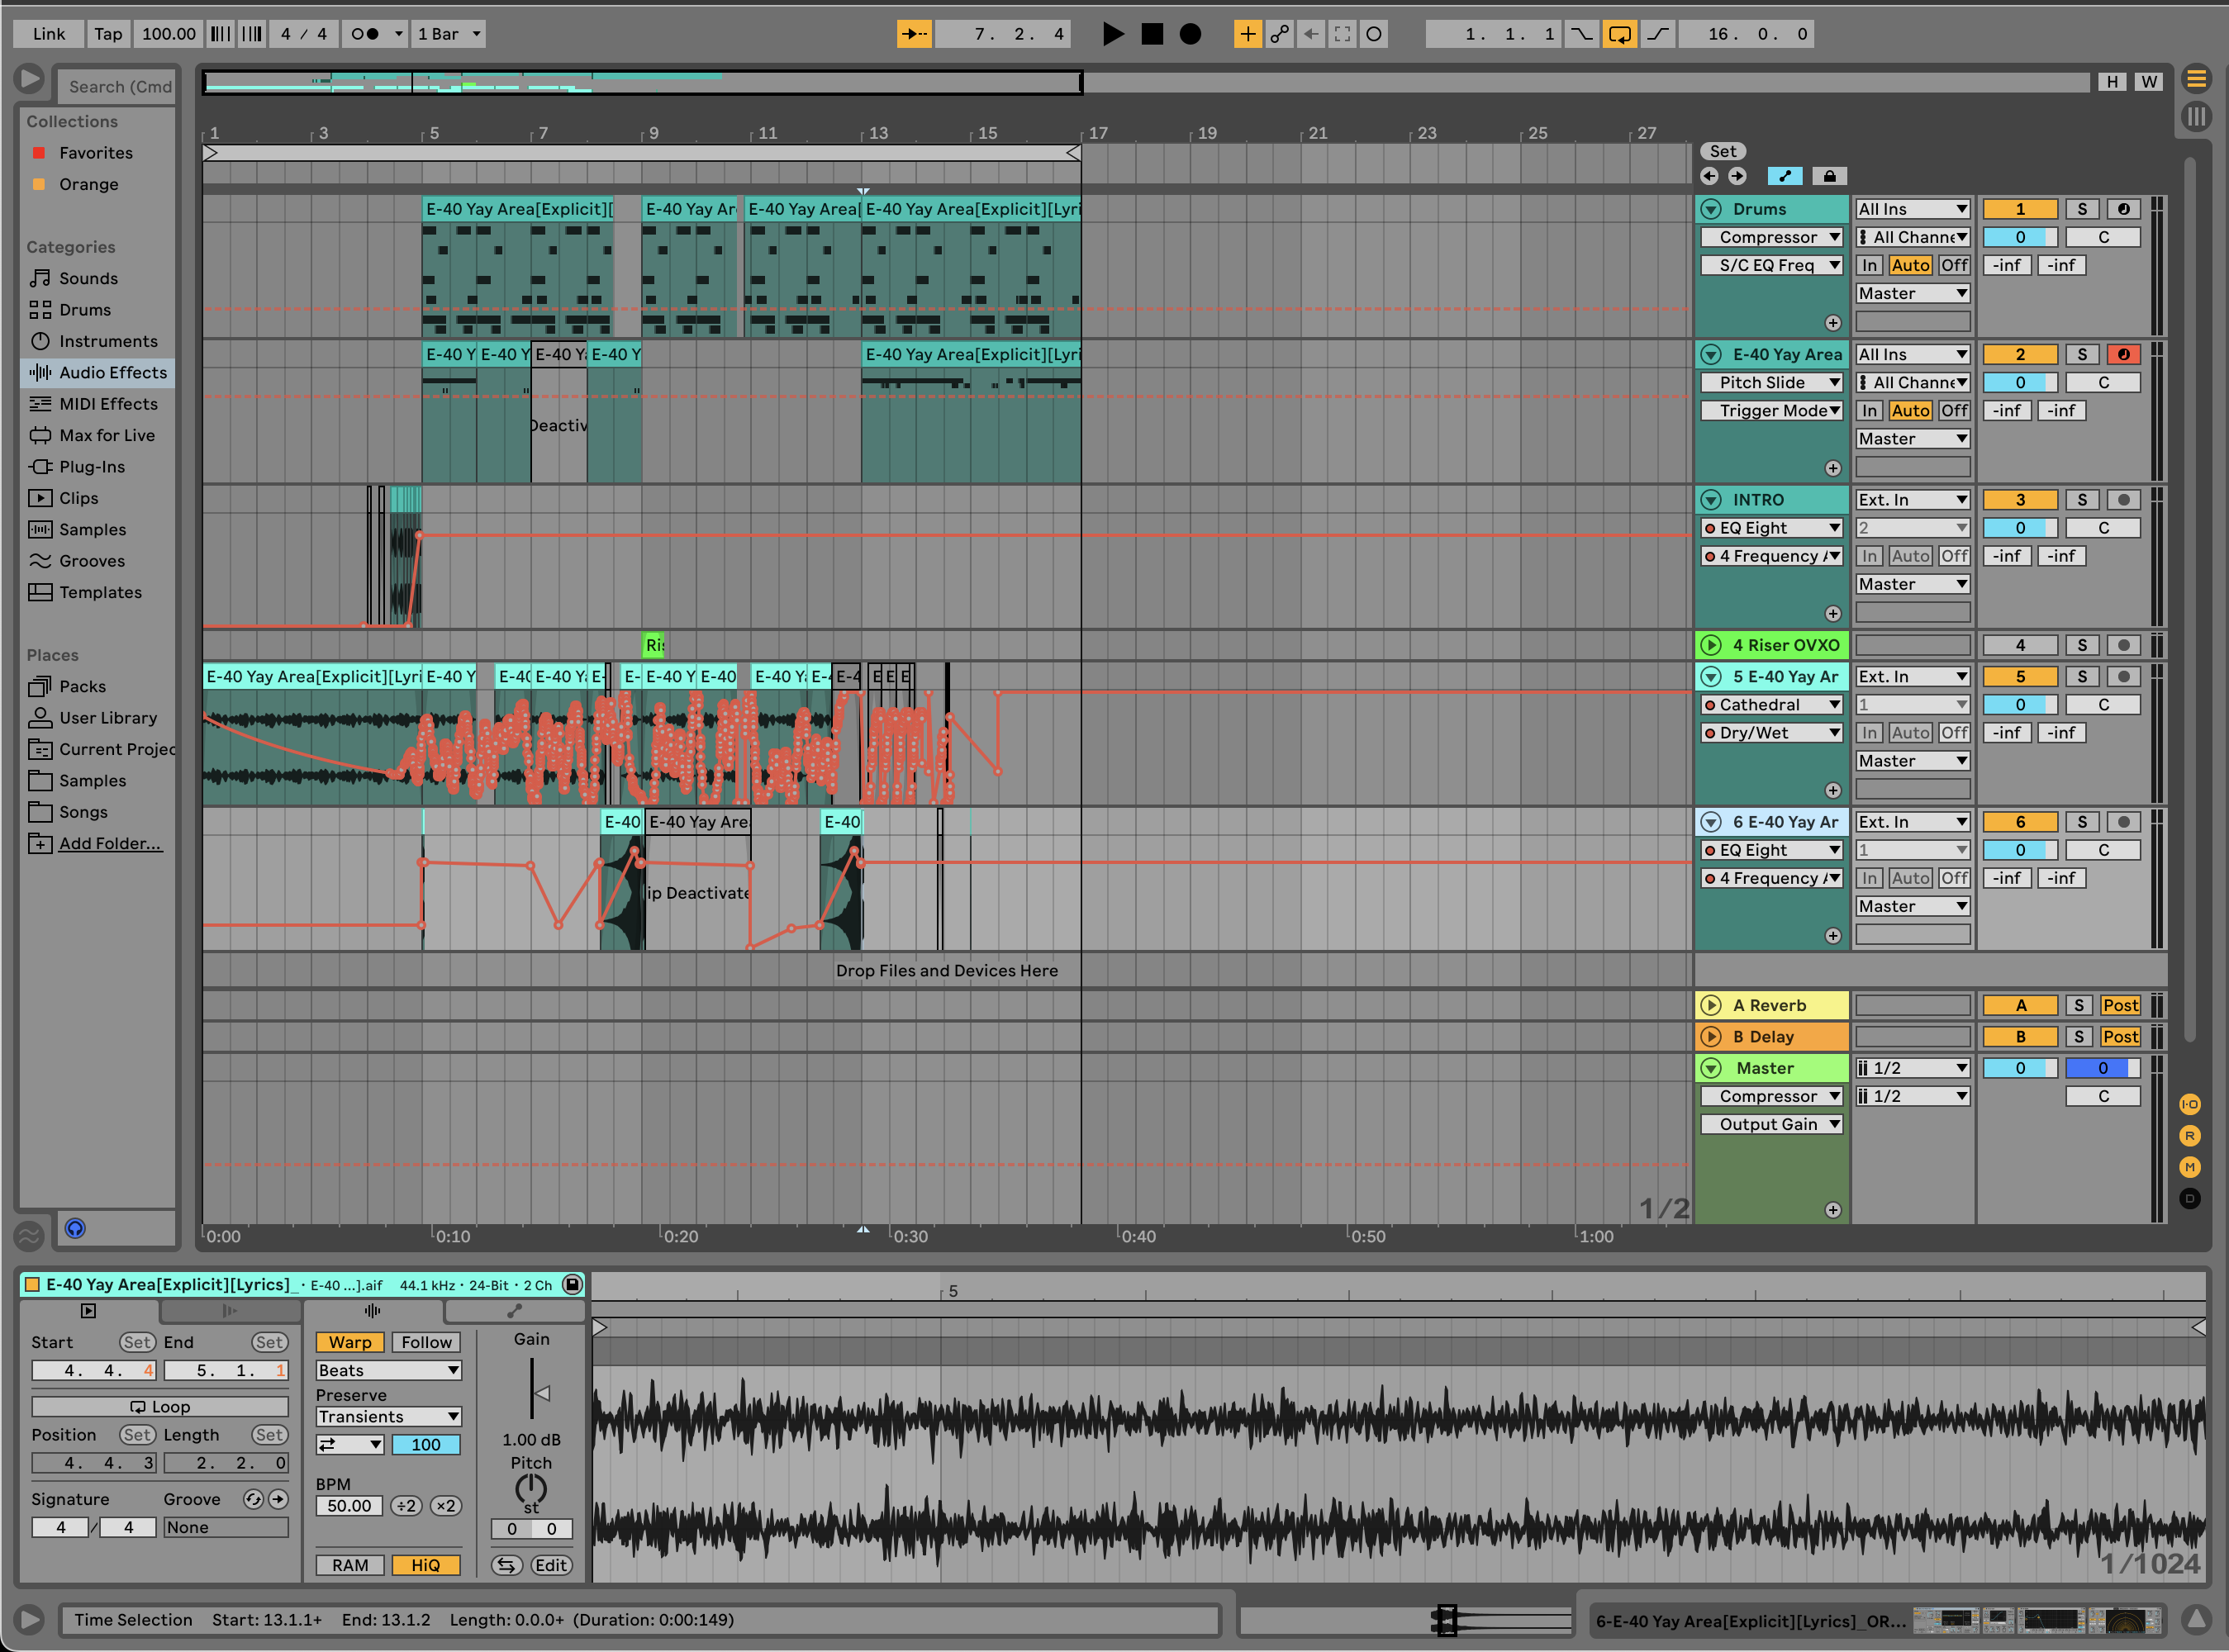 Link Tap 100.00 4 / 4 1 Bar 7. 2. 4 1. 1. 1 16. 0. 0
Search (Cmd
H W
Collections
Favorites
Orange
Categories
Sounds
Drums
Instruments
Audio Effects
MIDI Effects
Max for Live
Plug-Ins
Clips
Samples
Grooves
Templates
Places
Packs
User Library
Current Projec
Samples
Songs
Add Folder...
1 3 5 7 9 11 13 15 17 19 21 23 25 27
Set
E-40 Yay Area[Explicit][ E-40 Yay Ar E-40 Yay Area[ E-40 Yay Area[Explicit][Lyri
Drums All Ins 1 S
Compressor All Channe 0 C
S/C EQ Freq In Auto Off -inf -inf
Master
E-40 Y E-40 Y E-40 Ya E-40 Y E-40 Yay Area[Explicit][Lyri
Deactiv
E-40 Yay Area All Ins 2 S
Pitch Slide All Channe 0 C
Trigger Mode In Auto Off -inf -inf
Master
INTRO Ext. In 3 S
EQ Eight 2 0 C
4 Frequency A In Auto Off -inf -inf
Master
Ris
4 Riser OVXO 4 S
E-40 Yay Area[Explicit][Lyri E-40 Y E-40 E-40 Ya E- E- E-40 Y E-40 E-40 Ya E-4 E-4 E E E
5 E-40 Yay Ar Ext. In 5 S
Cathedral 1 0 C
Dry/Wet In Auto Off -inf -inf
Master
E-40 E-40 Yay Are E-40
ip Deactivate
6 E-40 Yay Ar Ext. In 6 S
EQ Eight 1 0 C
4 Frequency A In Auto Off -inf -inf
Master
Drop Files and Devices Here
A Reverb A S Post
B Delay B S Post
Master 1/2 0 0
Compressor 1/2 C
Output Gain
I·O
R
M
D
1/2
0:00 0:10 0:20 0:30 0:40 0:50 1:00
E-40 Yay Area[Explicit][Lyrics]_ · E-40 ...].aif 44.1 kHz · 24-Bit · 2 Ch
5
Start Set End Set
4. 4. 4 5. 1. 1
Loop
Position Set Length Set
4. 4. 3 2. 2. 0
Signature Groove
4 / 4 None
Warp Follow
Beats
Preserve
Transients
100
BPM
50.00 ÷2 ×2
RAM HiQ
Gain
1.00 dB
Pitch
st
0 0
Edit
1/1024
Time Selection Start: 13.1.1+ End: 13.1.2 Length: 0.0.0+ (Duration: 0:00:149)
6-E-40 Yay Area[Explicit][Lyrics]_OR...